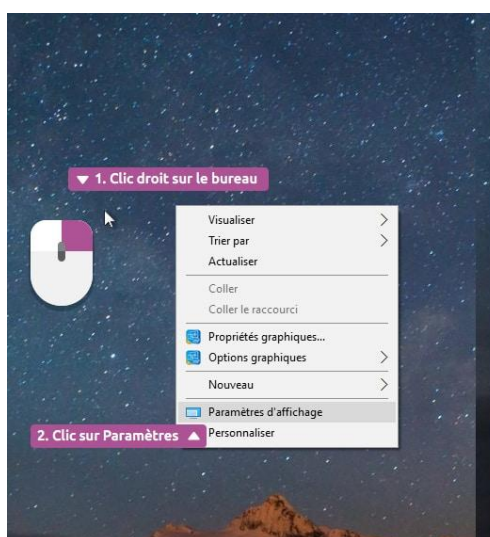 ▼ 1. Clic droit sur le bureau
Visualiser
Trier par
Actualiser
Coller
Coller le raccourci
Propriétés graphiques...
Options graphiques
Nouveau
Paramètres d'affichage
2. Clic sur Paramètres ▲
Personnaliser